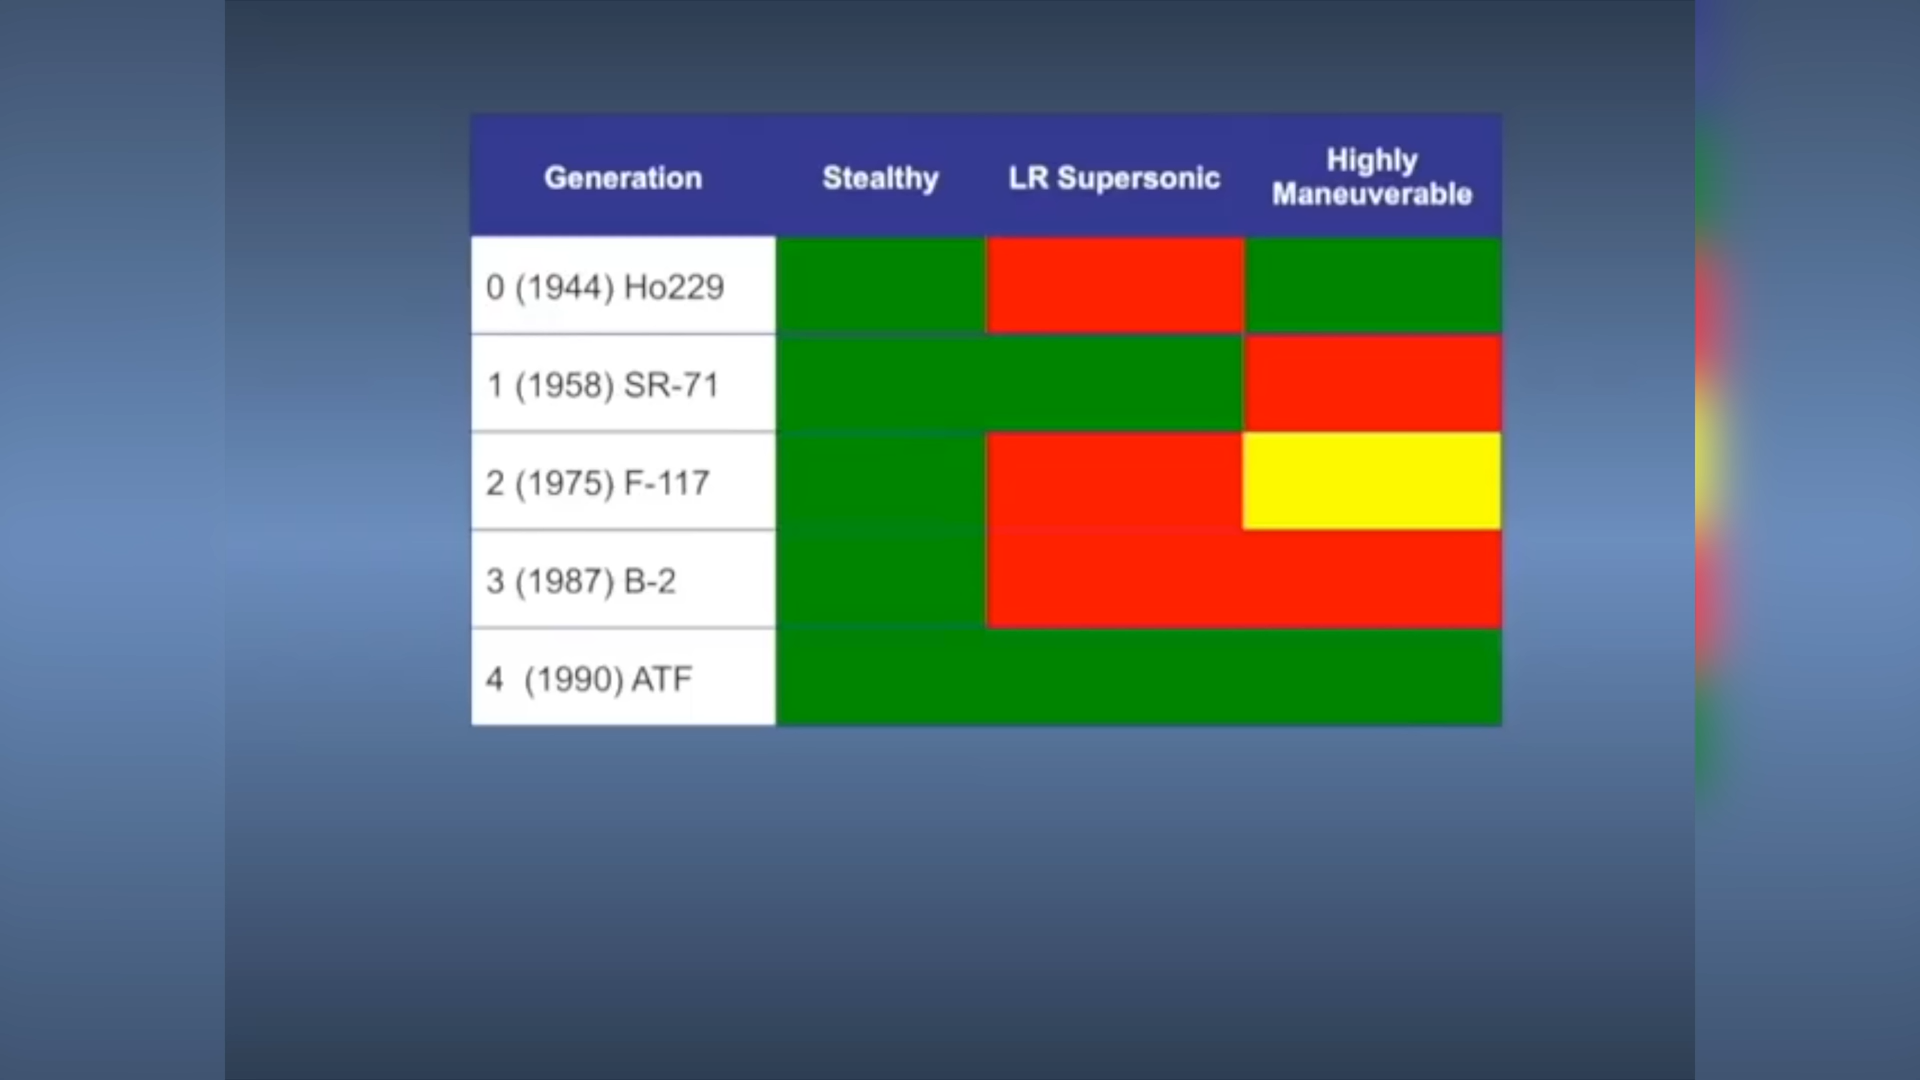 Generation Stealthy LR Supersonic Highly
Maneuverable
0 (1944) Ho229
1 (1958) SR-71
2 (1975) F-117
3 (1987) B-2
4 (1990) ATF